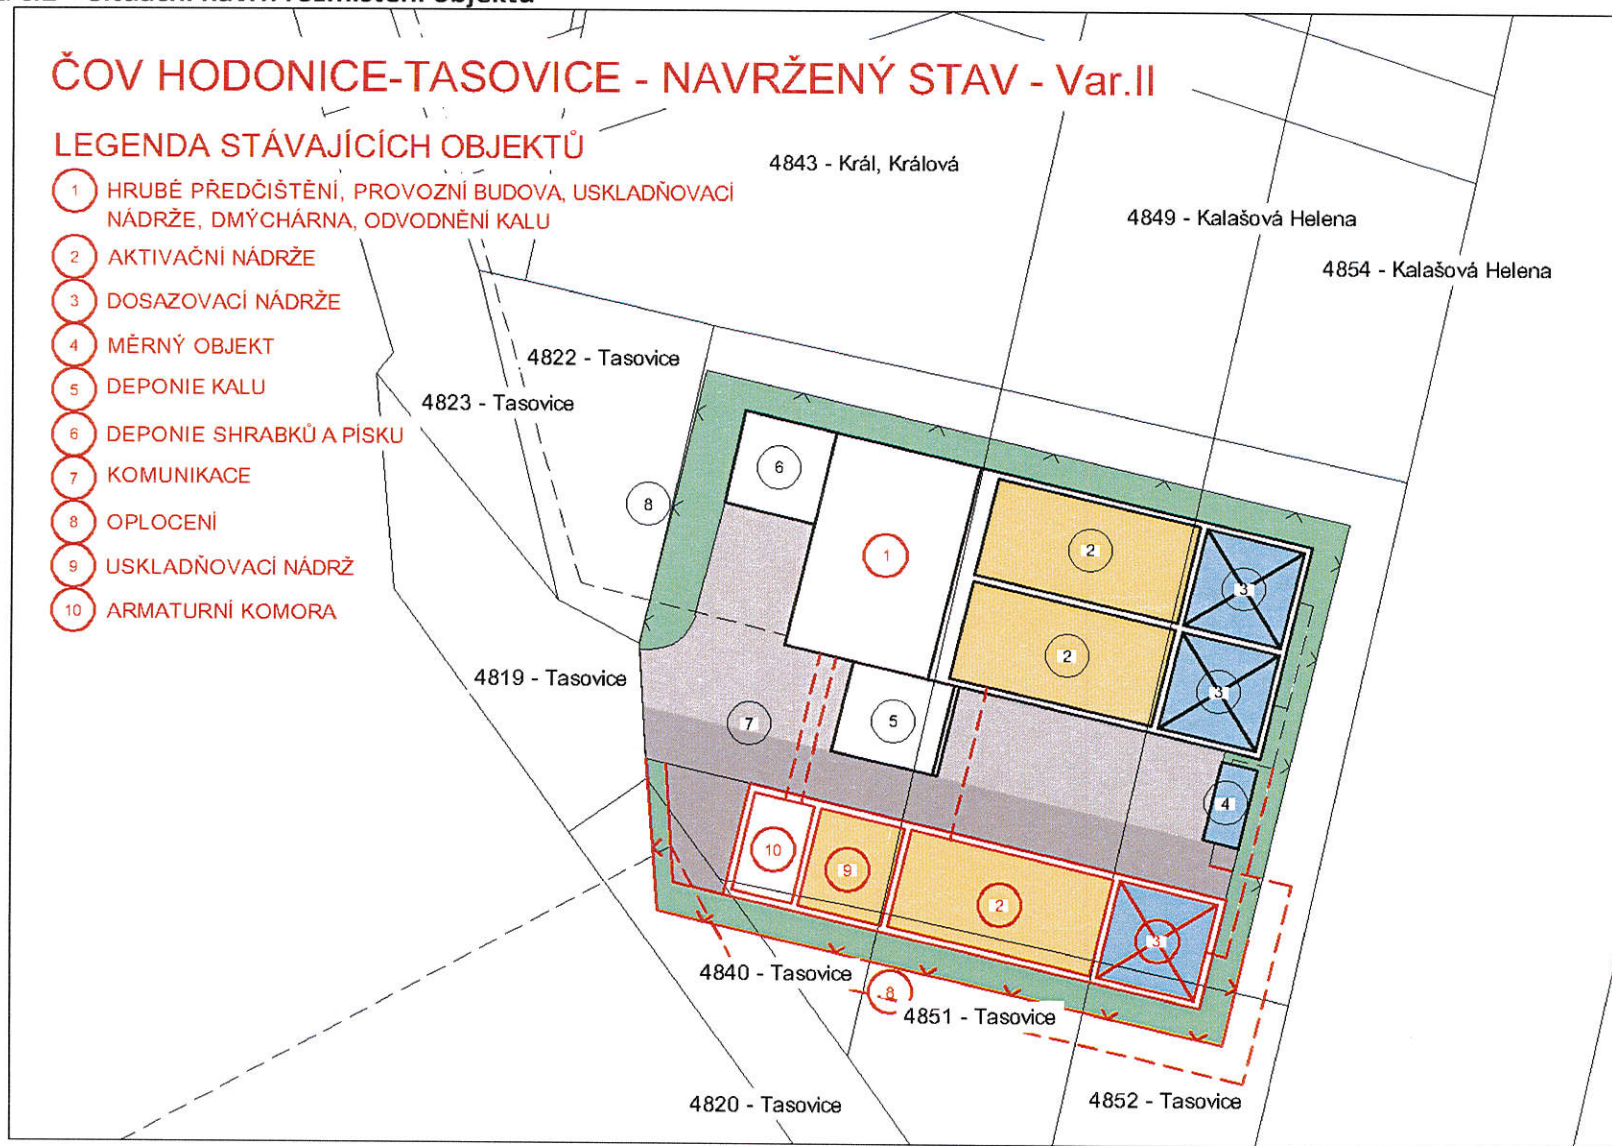 ČOV HODONICE-TASOVICE - NAVRŽENÝ STAV - Var.II
LEGENDA STÁVAJÍCÍCH OBJEKTŮ
1 HRUBÉ PŘEDČIŠTĚNÍ, PROVOZNÍ BUDOVA, USKLADŇOVACÍ
NÁDRŽE, DMÝCHÁRNA, ODVODNĚNÍ KALU
2 AKTIVAČNÍ NÁDRŽE
3 DOSAZOVACÍ NÁDRŽE
4 MĚRNÝ OBJEKT
5 DEPONIE KALU
6 DEPONIE SHRABKŮ A PÍSKU
7 KOMUNIKACE
8 OPLOCENÍ
9 USKLADŇOVACÍ NÁDRŽ
10 ARMATURNÍ KOMORA
4843 - Král, Králová
4849 - Kalašová Helena
4854 - Kalašová Helena
4822 - Tasovice
4823 - Tasovice
6
8
1
2
3
2
3
4819 - Tasovice
7
5
4
10
9
2
3
4840 - Tasovice
8
4851 - Tasovice
4820 - Tasovice
4852 - Tasovice